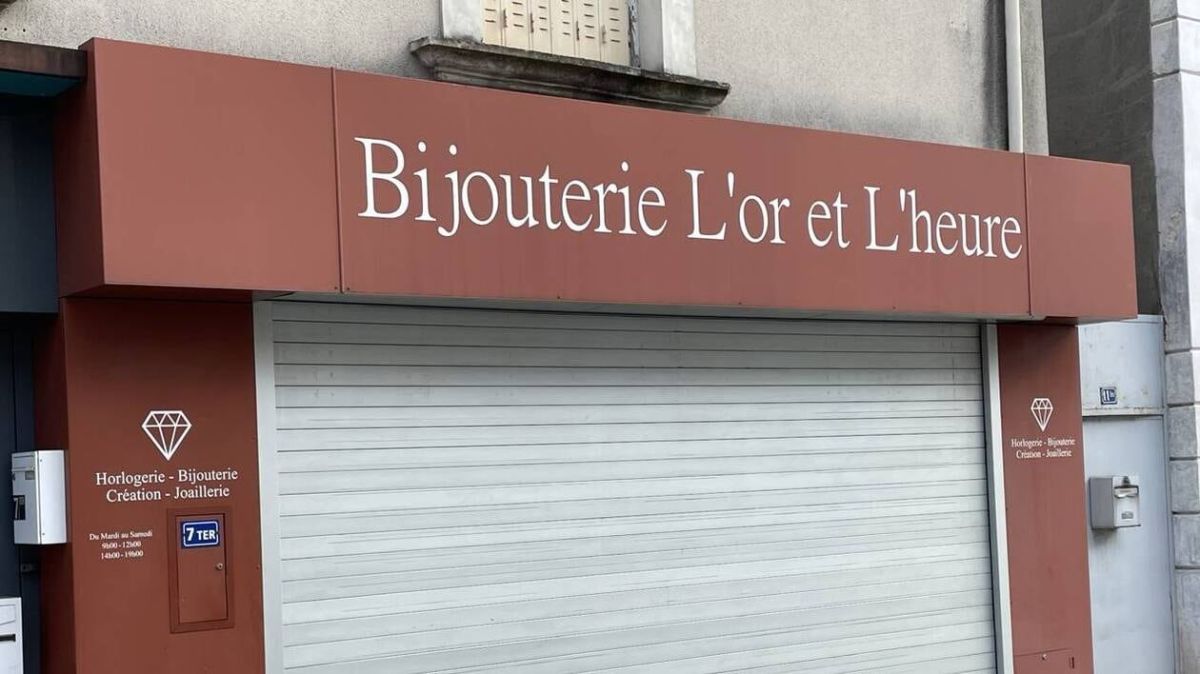 Bijouterie L'or et L'heure
Horlogerie - Bijouterie
Création - Joaillerie
Du Mardi au Samedi
9h00 - 12h00
14h00 - 19h00
7 TER
7
Horlogerie - Bijouterie
Création - Joaillerie